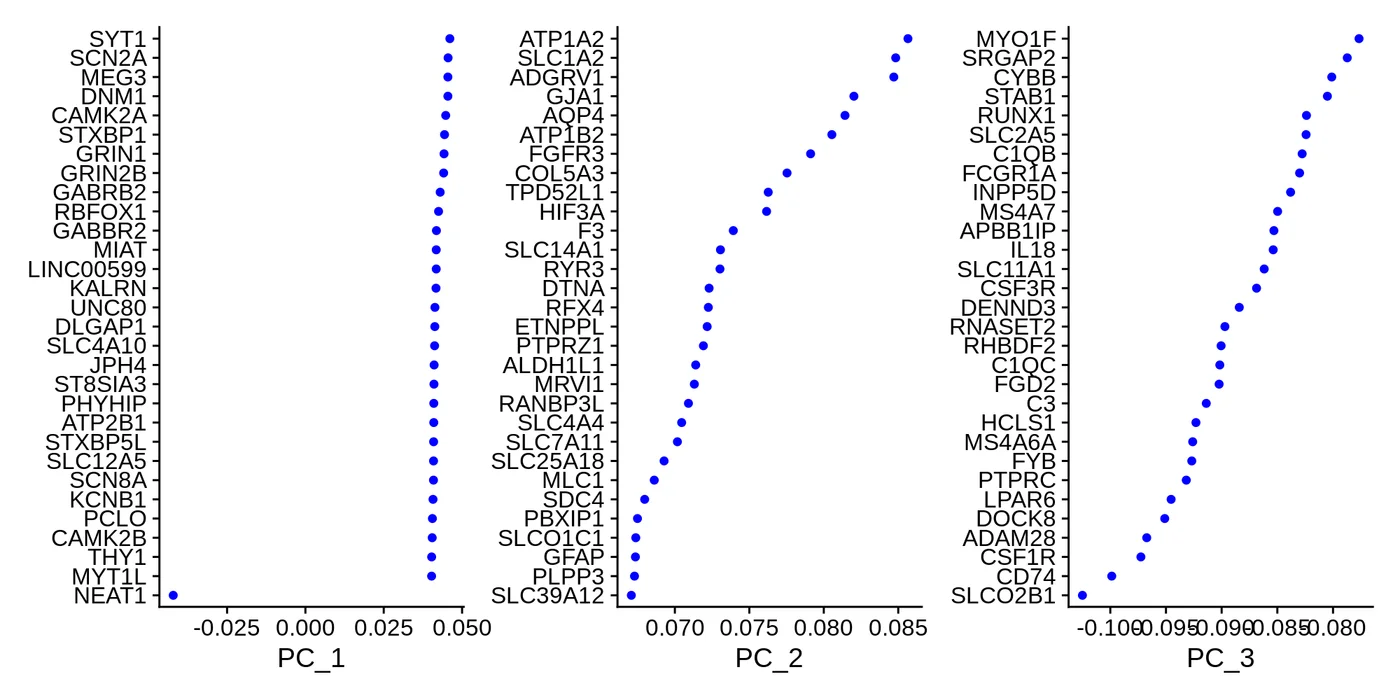 SYT1
SCN2A
MEG3
DNM1
CAMK2A
STXBP1
GRIN1
GRIN2B
GABRB2
RBFOX1
GABBR2
MIAT
LINC00599
KALRN
UNC80
DLGAP1
SLC4A10
JPH4
ST8SIA3
PHYHIP
ATP2B1
STXBP5L
SLC12A5
SCN8A
KCNB1
PCLO
CAMK2B
THY1
MYT1L
NEAT1
-0.025 0.000 0.025 0.050
PC_1
ATP1A2
SLC1A2
ADGRV1
GJA1
AQP4
ATP1B2
FGFR3
COL5A3
TPD52L1
HIF3A
F3
SLC14A1
RYR3
DTNA
RFX4
ETNPPL
PTPRZ1
ALDH1L1
MRVI1
RANBP3L
SLC4A4
SLC7A11
SLC25A18
MLC1
SDC4
PBXIP1
SLCO1C1
GFAP
PLPP3
SLC39A12
0.070 0.075 0.080 0.085
PC_2
MYO1F
SRGAP2
CYBB
STAB1
RUNX1
SLC2A5
C1QB
FCGR1A
INPP5D
MS4A7
APBB1IP
IL18
SLC11A1
CSF3R
DENND3
RNASET2
RHBDF2
C1QC
FGD2
C3
HCLS1
MS4A6A
FYB
PTPRC
LPAR6
DOCK8
ADAM28
CSF1R
CD74
SLCO2B1
-0.100 -0.095 -0.090 -0.085 -0.080
PC_3